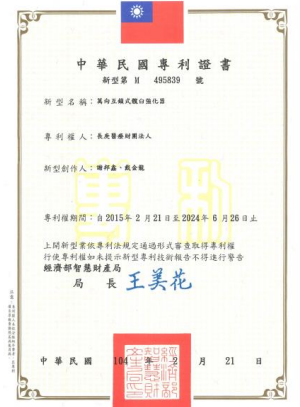 中華民國專利證書
新型第 M 495839 號
新型名稱：萬向互鎖式髖臼強化器
專利權人：長庚醫療財團法人
新型創作人：謝邦鑫、戴金龍
專利權期間：自2015年2月21日至2024年6月26日止
上開新型業依專利法規定通過形式審查取得專利權
行使專利權如未提示新型專利技術報告不得進行警告
經濟部智慧財產局
局長 王美花
中華民國 104 年 2 月 21 日